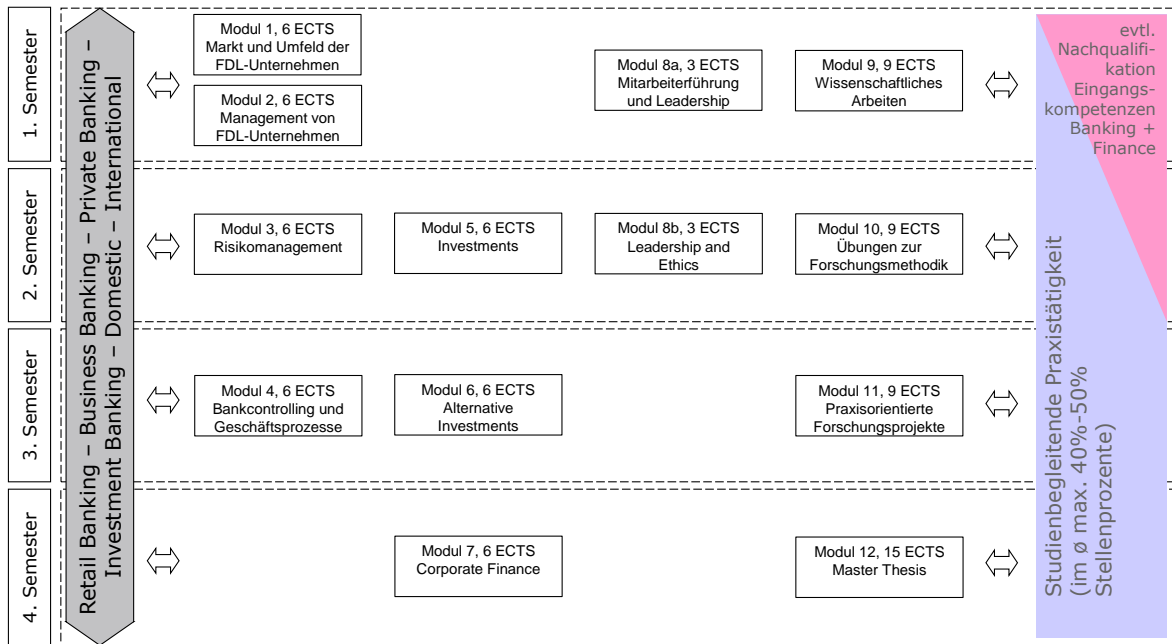 1. Semester
2. Semester
3. Semester
4. Semester
Retail Banking – Business Banking – Private Banking –
Investment Banking – Domestic – International
Modul 1, 6 ECTS
Markt und Umfeld der
FDL-Unternehmen
Modul 2, 6 ECTS
Management von
FDL-Unternehmen
Modul 8a, 3 ECTS
Mitarbeiterführung
und Leadership
Modul 9, 9 ECTS
Wissenschaftliches
Arbeiten
Modul 3, 6 ECTS
Risikomanagement
Modul 5, 6 ECTS
Investments
Modul 8b, 3 ECTS
Leadership and
Ethics
Modul 10, 9 ECTS
Übungen zur
Forschungsmethodik
Modul 4, 6 ECTS
Bankcontrolling und
Geschäftsprozesse
Modul 6, 6 ECTS
Alternative
Investments
Modul 11, 9 ECTS
Praxisorientierte
Forschungsprojekte
Modul 7, 6 ECTS
Corporate Finance
Modul 12, 15 ECTS
Master Thesis
evtl.
Nachqualifi-
kation
Eingangs-
kompetenzen
Banking +
Finance
Studienbegleitende Praxistätigkeit
(im ø max. 40%-50%
Stellenprozente)